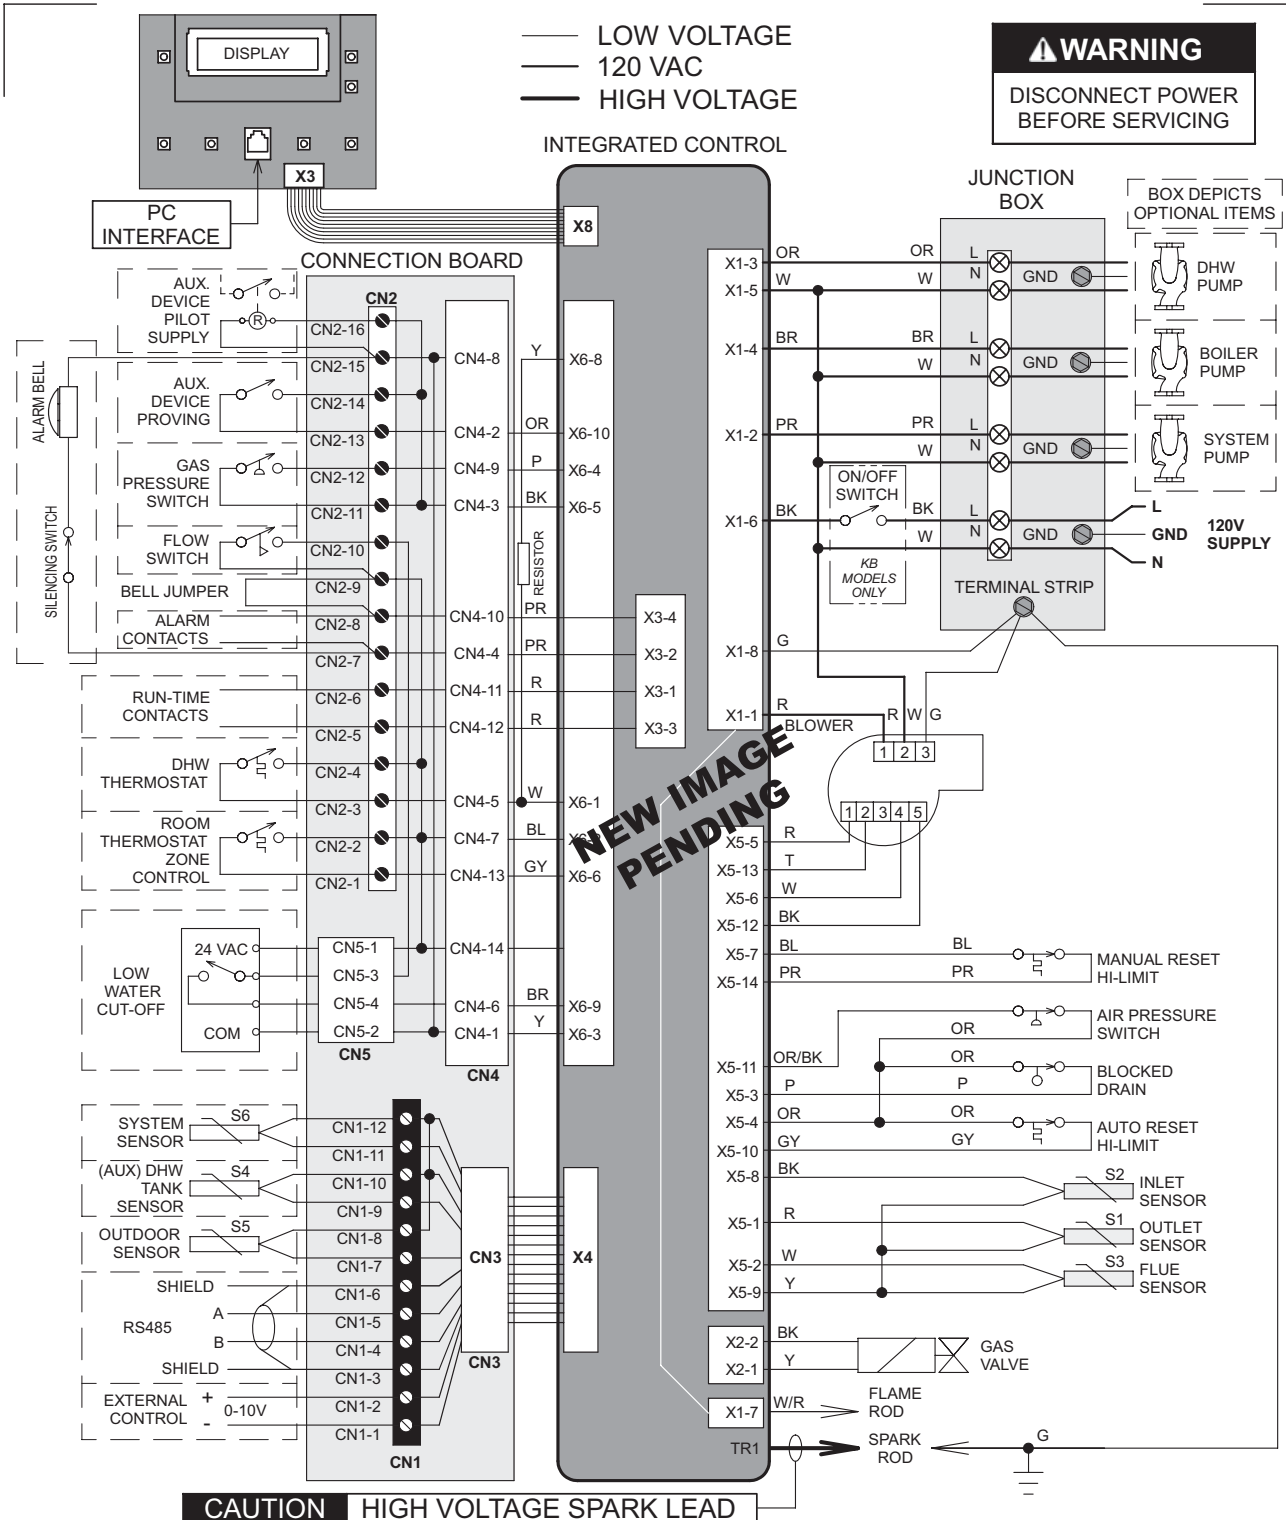 DISPLAY
X3
PC
INTERFACE
LOW VOLTAGE
120 VAC
HIGH VOLTAGE
WARNING
DISCONNECT POWER
BEFORE SERVICING
INTEGRATED CONTROL
X8
JUNCTION
BOX
BOX DEPICTS
OPTIONAL ITEMS
CONNECTION BOARD
AUX.
DEVICE
PILOT
SUPPLY
R
AUX.
DEVICE
PROVING
GAS
PRESSURE
SWITCH
FLOW
SWITCH
BELL JUMPER
ALARM
CONTACTS
ALARM BELL
SILENCING SWITCH
RUN-TIME
CONTACTS
DHW
THERMOSTAT
ROOM
THERMOSTAT
ZONE
CONTROL
CN2
CN2-16
CN2-15
CN2-14
CN2-13
CN2-12
CN2-11
CN2-10
CN2-9
CN2-8
CN2-7
CN2-6
CN2-5
CN2-4
CN2-3
CN2-2
CN2-1
CN4-8
CN4-2
CN4-9
CN4-3
CN4-10
CN4-4
CN4-11
CN4-12
CN4-5
CN4-7
CN4-13
CN4-14
CN4-6
CN4-1
CN4
Y
OR
P
BK
RESISTOR
PR
PR
R
R
W
BL
GY
BR
Y
X6-8
X6-10
X6-4
X6-5
X6-1
X6-6
X6-9
X6-3
X3-4
X3-2
X3-1
X3-3
LOW
WATER
CUT-OFF
24 VAC
COM
CN5-1
CN5-3
CN5-4
CN5-2
CN5
SYSTEM
SENSOR
S6
(AUX) DHW
TANK
SENSOR
S4
OUTDOOR
SENSOR
S5
SHIELD
A
RS485
B
SHIELD
EXTERNAL
CONTROL
+
-
0-10V
CN1-12
CN1-11
CN1-10
CN1-9
CN1-8
CN1-7
CN1-6
CN1-5
CN1-4
CN1-3
CN1-2
CN1-1
CN1
CN3
CN3
X4
NEW IMAGE
PENDING
X1-3
X1-5
X1-4
X1-2
X1-6
X1-8
X1-1
OR
W
BR
PR
BK
G
R
OR
W
BR
W
PR
W
BK
W
L
N
GND
L
N
GND
L
N
GND
L
N
GND
DHW
PUMP
BOILER
PUMP
SYSTEM
PUMP
L
GND
N
120V
SUPPLY
ON/OFF
SWITCH
KB
MODELS
ONLY
TERMINAL STRIP
BLOWER
R W G
1 2 3
1 2 3 4 5
X5-5
X5-13
X5-6
X5-12
X5-7
X5-14
X5-11
X5-3
X5-4
X5-10
X5-8
X5-1
X5-2
X5-9
R
T
W
BK
BL
PR
OR/BK
P
OR
GY
BK
R
W
Y
BL
PR
OR
OR
P
OR
GY
MANUAL RESET
HI-LIMIT
AIR PRESSURE
SWITCH
BLOCKED
DRAIN
AUTO RESET
HI-LIMIT
S2
INLET
SENSOR
S1
OUTLET
SENSOR
S3
FLUE
SENSOR
X2-2
X2-1
BK
Y
GAS
VALVE
X1-7
W/R
FLAME
ROD
TR1
SPARK
ROD
G
CAUTION
HIGH VOLTAGE SPARK LEAD